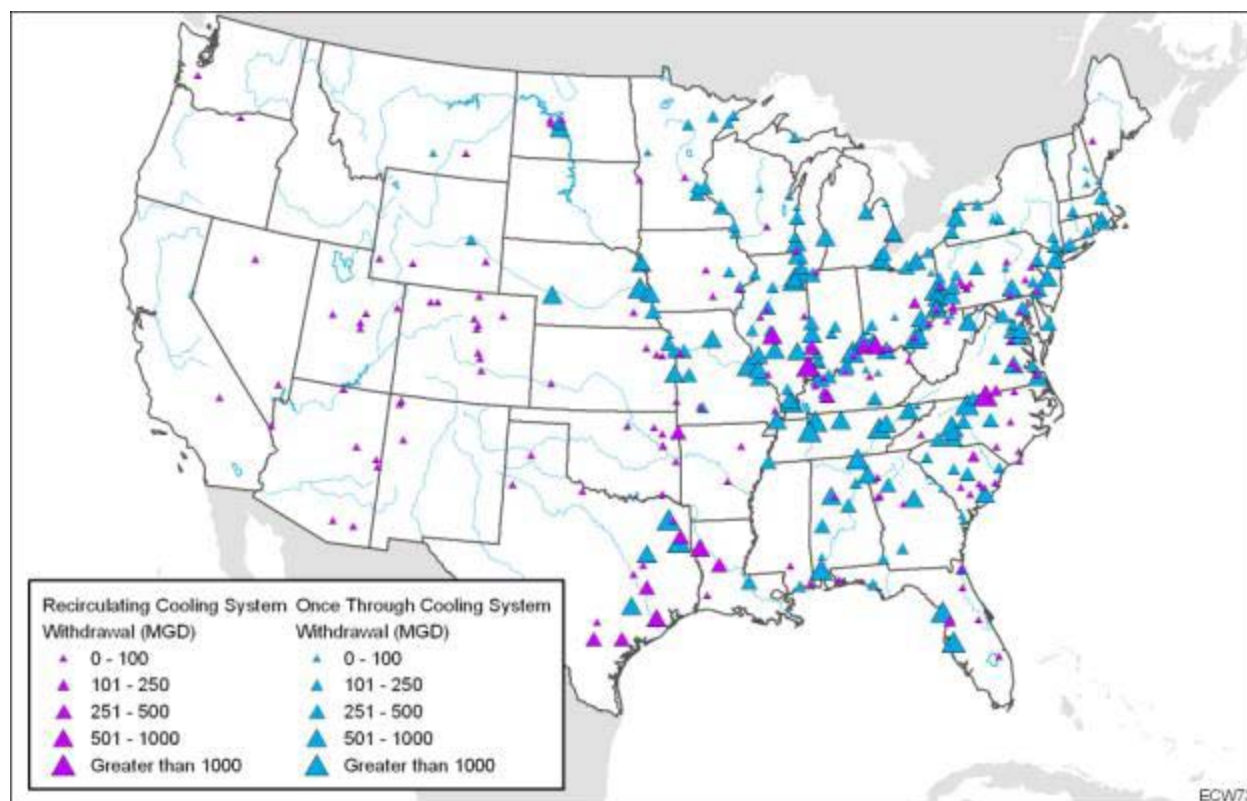 Recirculating Cooling System Once Through Cooling System
Withdrawal (MGD) Withdrawal (MGD)
0 - 100 0 - 100
101 - 250 101 - 250
251 - 500 251 - 500
501 - 1000 501 - 1000
Greater than 1000 Greater than 1000